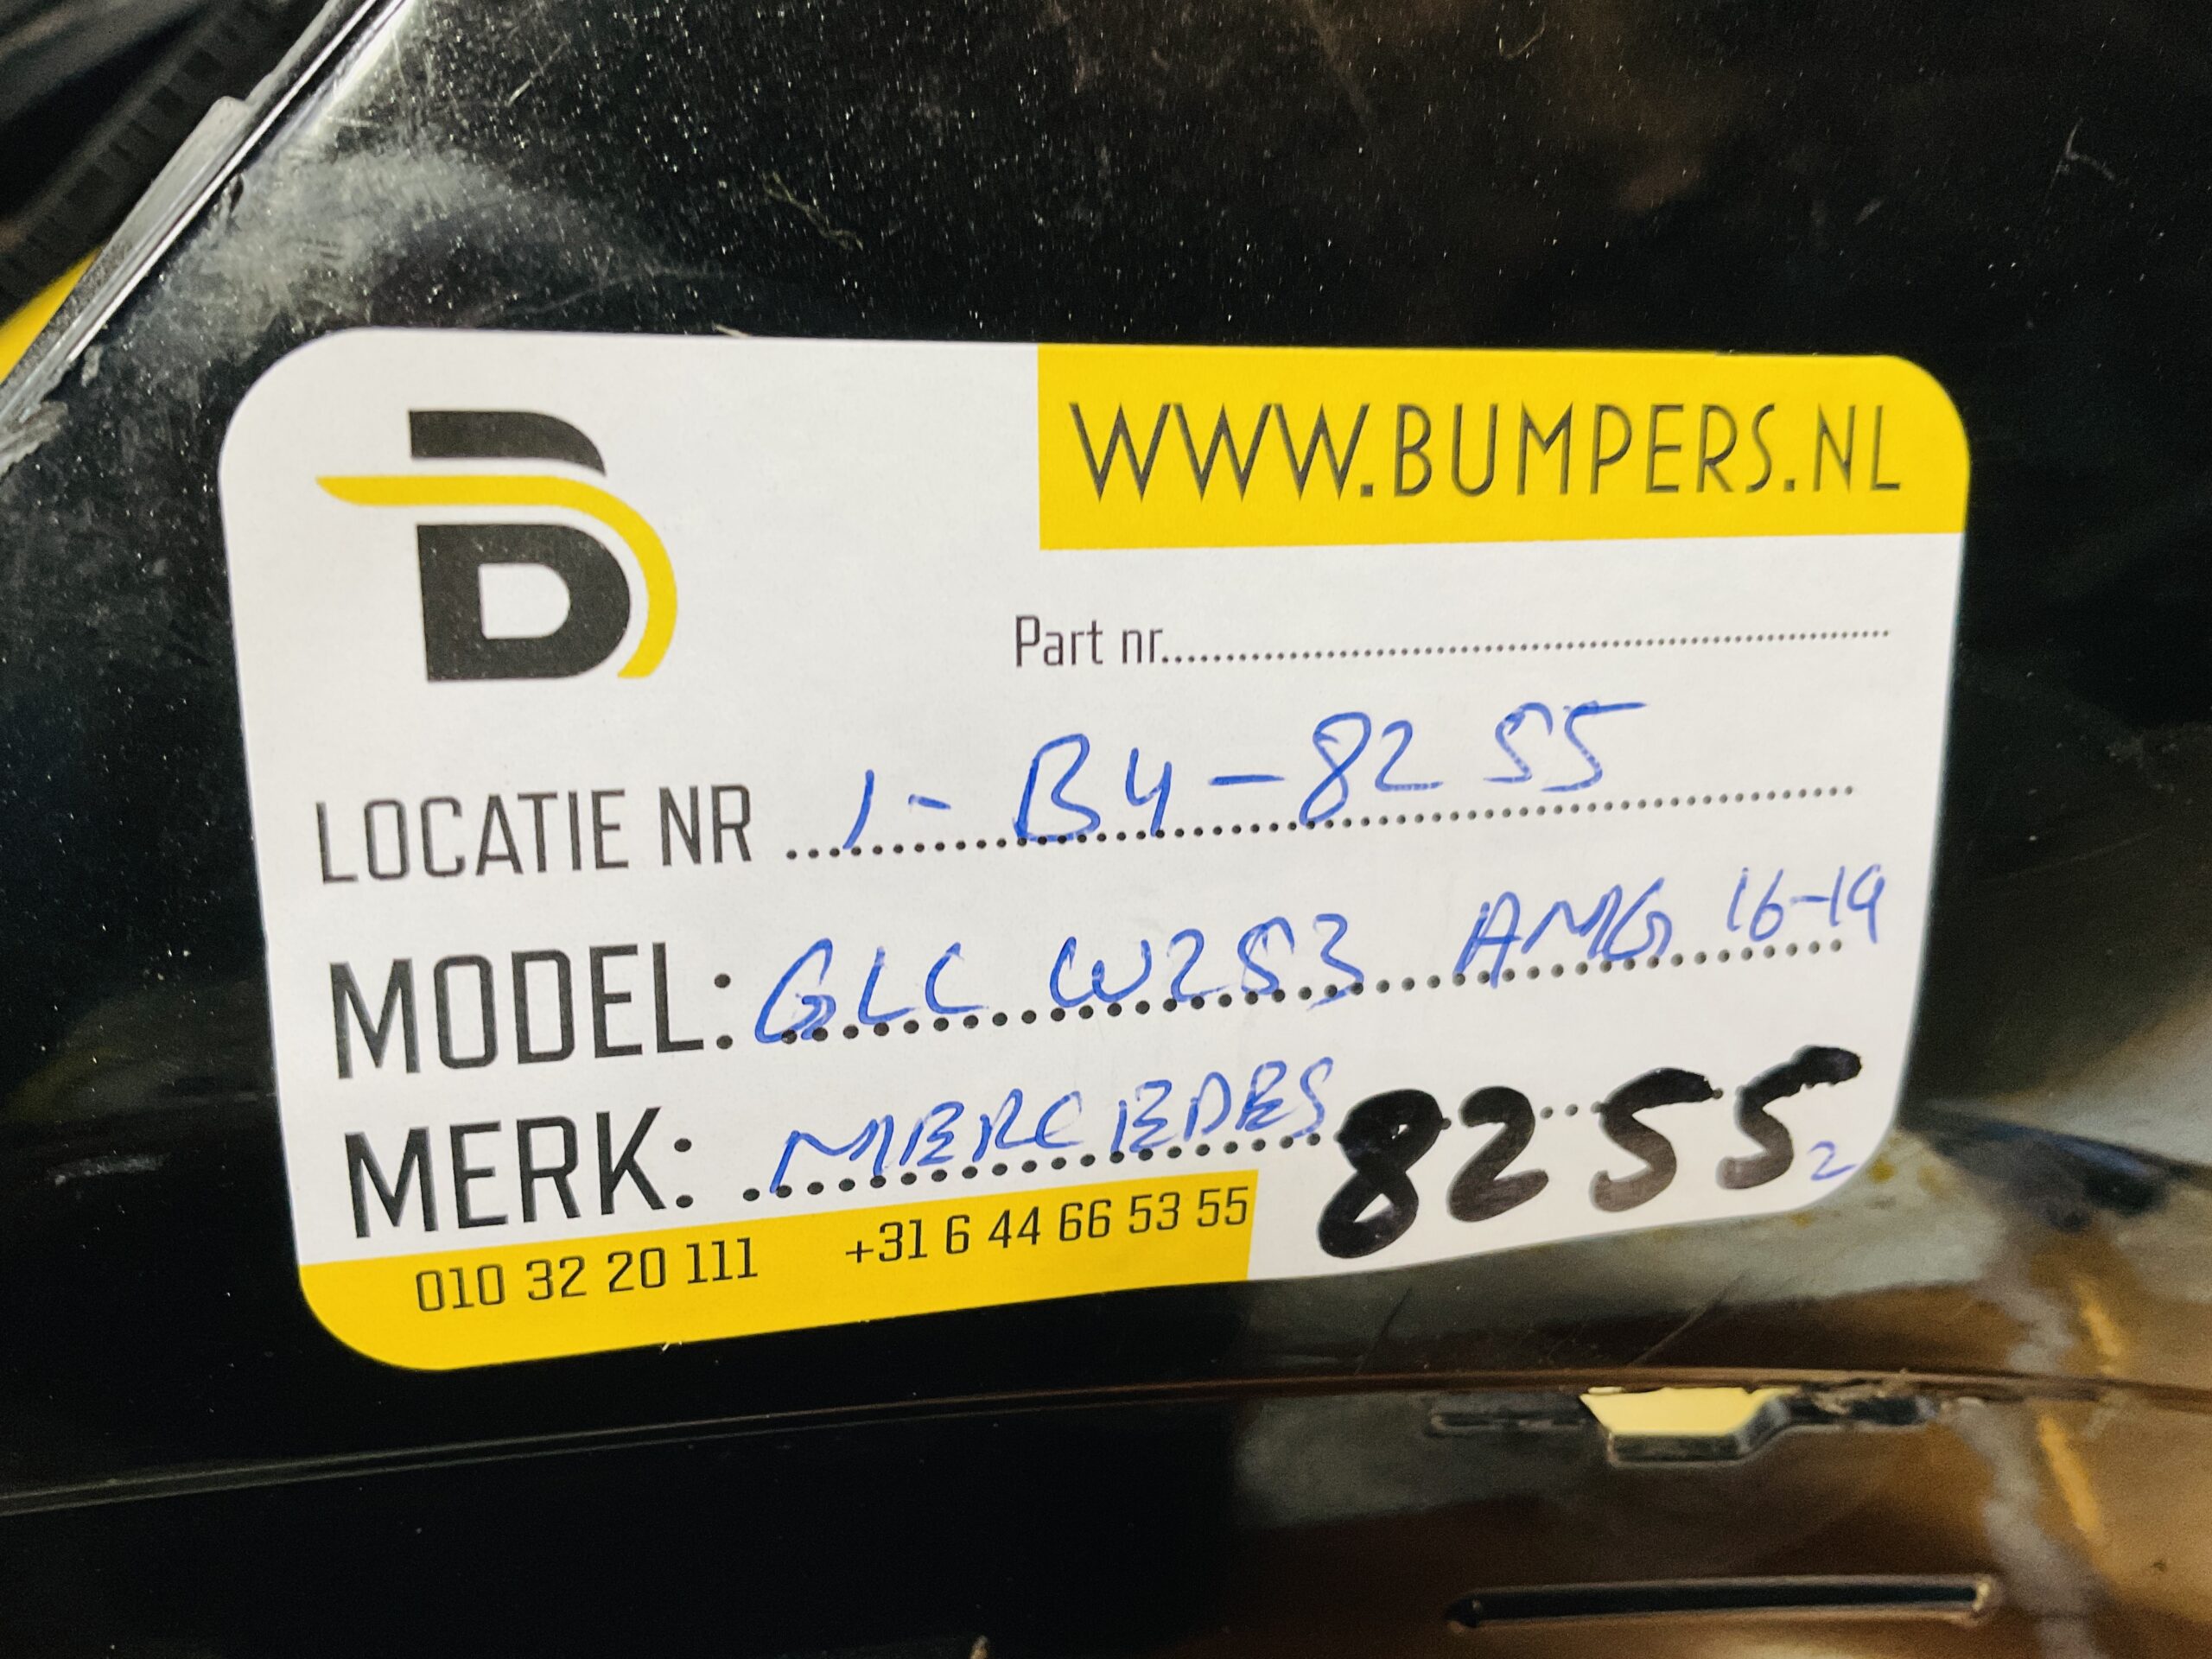 WWW.BUMPERS.NL
Part nr.
LOCATIE NR 1-B4-8255
MODEL: GLC W253 AMG 16-19
MERK: MERCEDES 8255 2
010 32 20 111 +31 6 44 66 53 55